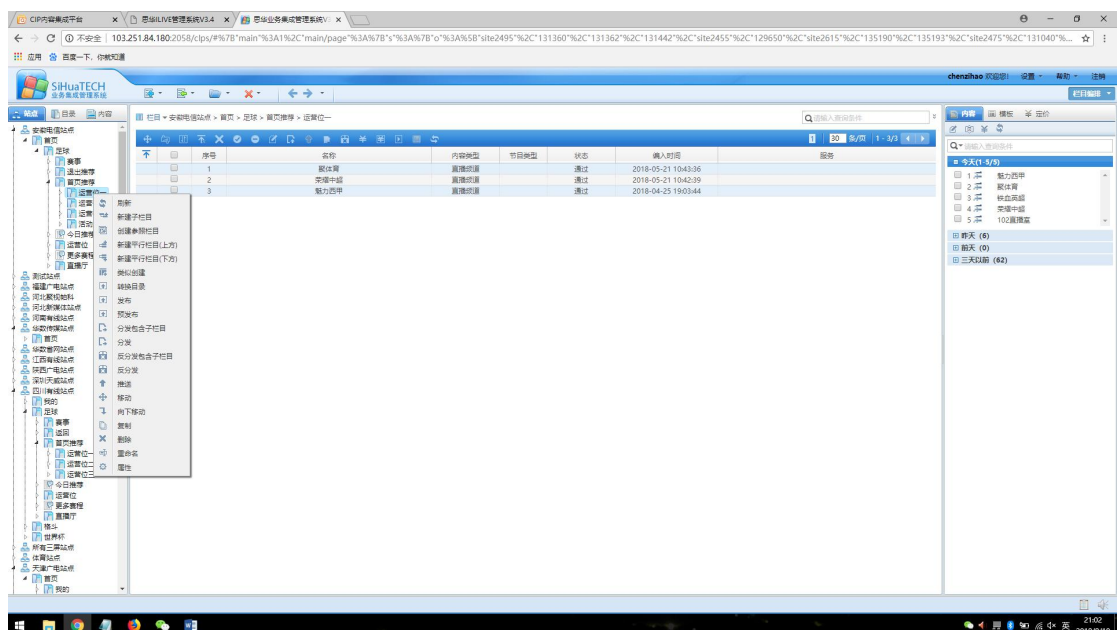 CIP内容集成平台
思华ILIVE管理系统V3.4
思华业务集成管理系统V
不安全
103.251.84.180:2058/clps/#%7B"main"%3A1%2C"main/page"%3A%7B"s"%3A%7B"o"%3A%5B"site2495"%2C"131360"%2C"131362"%2C"131442"%2C"site2455"%2C"129650"%2C"site2615"%2C"135190"%2C"135193"%2C"site2475"%2C"131040"%...
应用 百度一下，你就知道
SiHuaTECH
业务集成管理系统
chenzihao 欢迎您! 设置 帮助 注销
栏目编排
站点 目录 内容
栏目 安徽电信站点 > 首页 > 足球 > 首页推荐 > 运营位一
请输入查询条件
30 条/页 1 - 3/3
序号 名称 内容类型 节目类型 状态 编入时间 服务
1 聚体育 直播频道 通过 2018-05-21 10:43:36
2 荣耀中超 直播频道 通过 2018-05-21 10:42:39
3 魅力西甲 直播频道 通过 2018-04-25 19:03:44
安徽电信站点
首页
足球
赛事
退出推荐
首页推荐
运营位一
运营
运营
活动
今日推荐
运营位
更多赛程
直播厅
测试站点
福建广电站点
河北新媒体站点
河南有线站点
华数传媒站点
首页
华数省网站点
江西有线站点
陕西广电站点
深圳天威站点
四川有线站点
我的
足球
赛事
返回
首页推荐
运营位一
运营位二
运营位三
今日推荐
运营位
更多赛程
直播厅
格斗
世界杯
所有三屏站点
体育站点
天津广电站点
首页
我的
刷新
新建子栏目
创建参照栏目
新建平行栏目(上方)
新建平行栏目(下方)
类似创建
转换目录
发布
预发布
分发包含子栏目
分发
反分发包含子栏目
反分发
推送
移动
向下移动
复制
删除
重命名
属性
内容 模板 定价
请输入查询条件
今天(1-5/5)
1 魅力西甲
2 聚体育
3 铁血英超
4 荣耀中超
5 102直播室
昨天 (6)
前天 (0)
三天以前 (62)
英
21:02